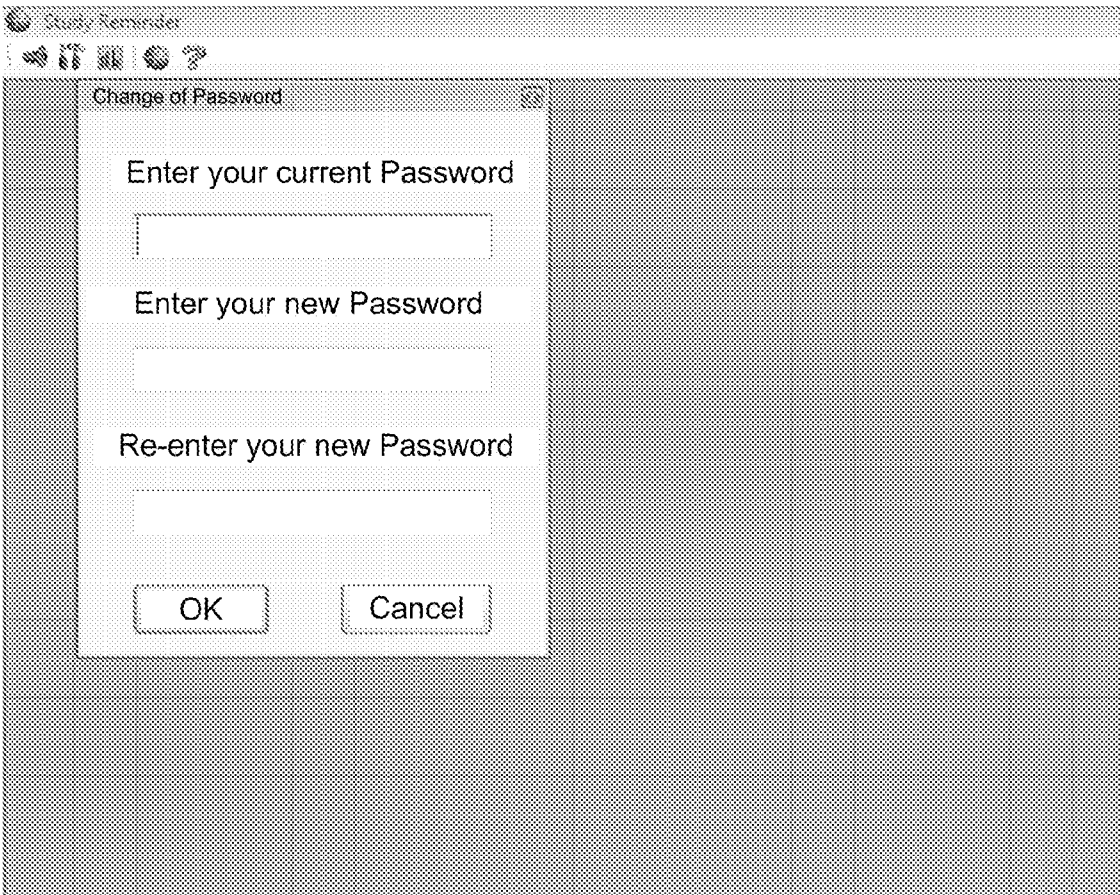 Study Reminder
Change of Password
Enter your current Password
Enter your new Password
Re-enter your new Password
OK
Cancel